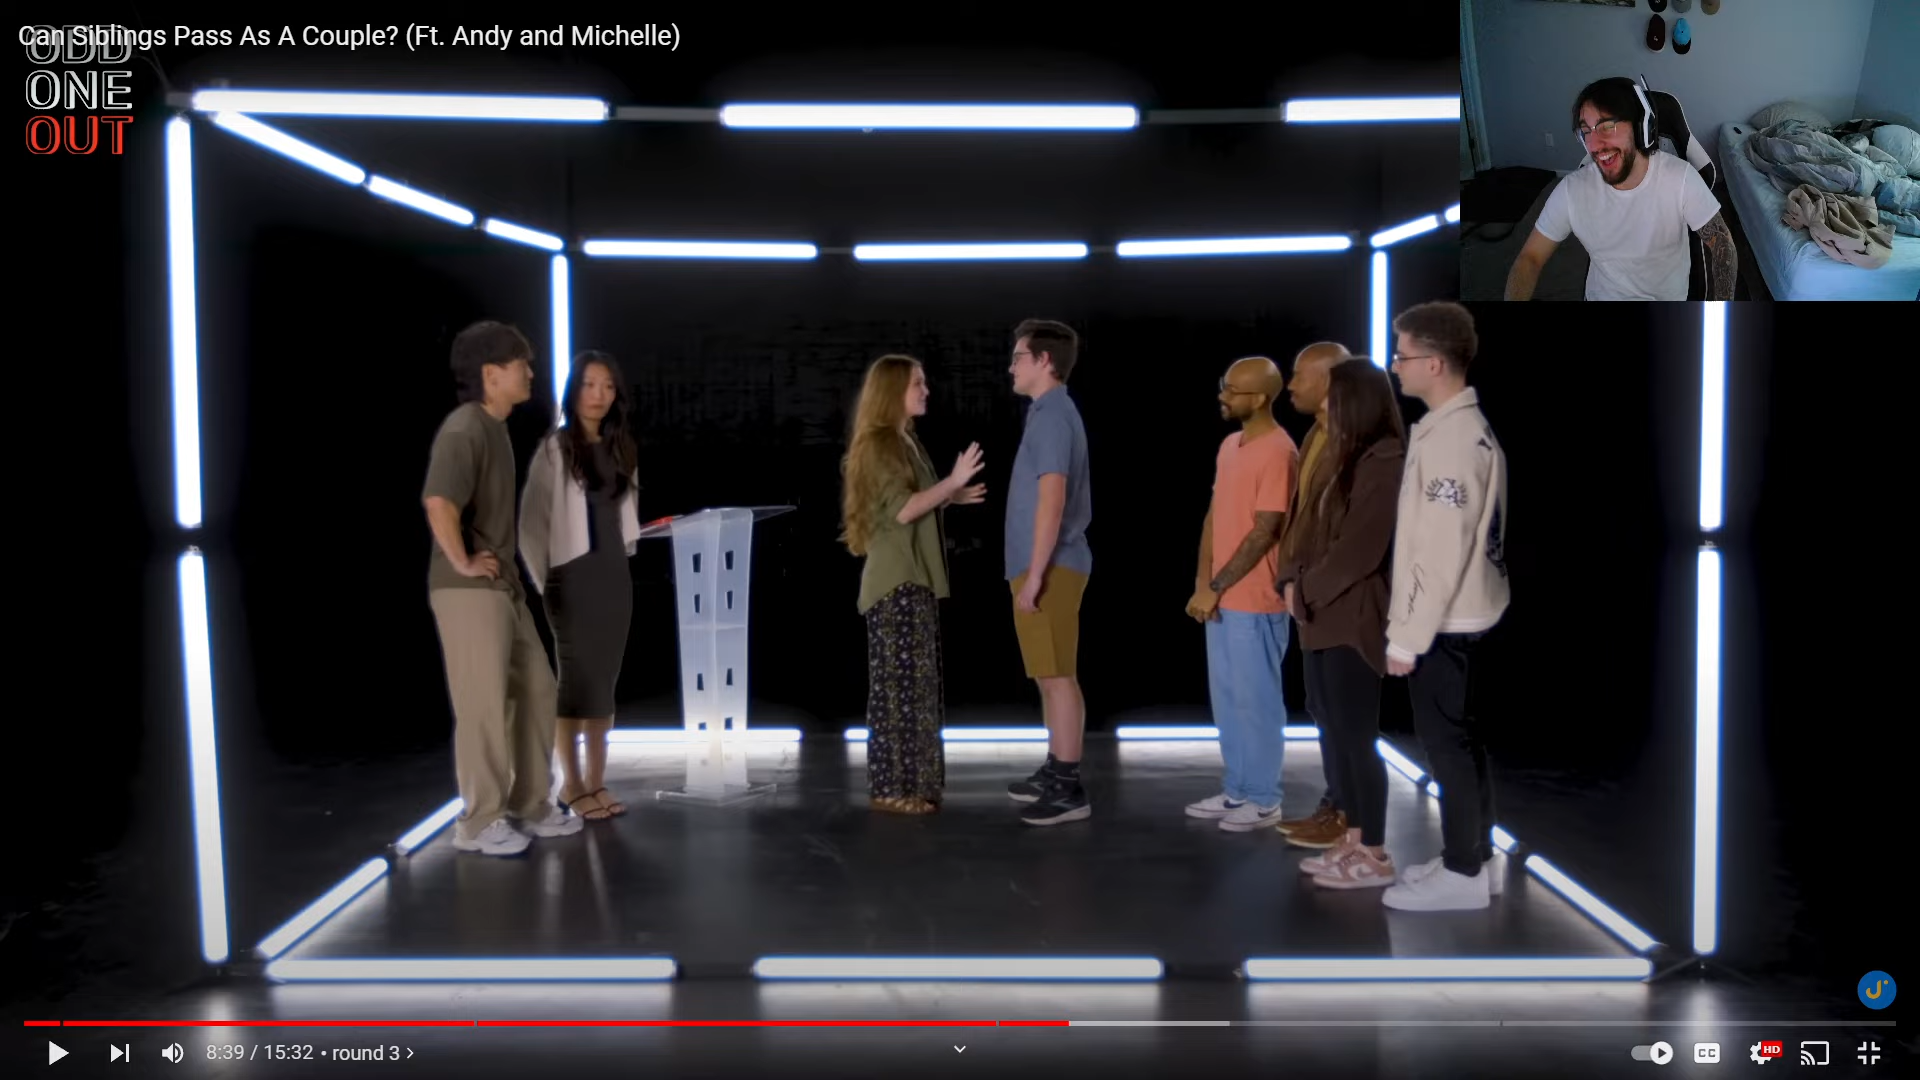 Can Siblings Pass As A Couple? (Ft. Andy and Michelle)
ODD
ONE
OUT
8:39 / 15:32 • round 3 >
CC
HD